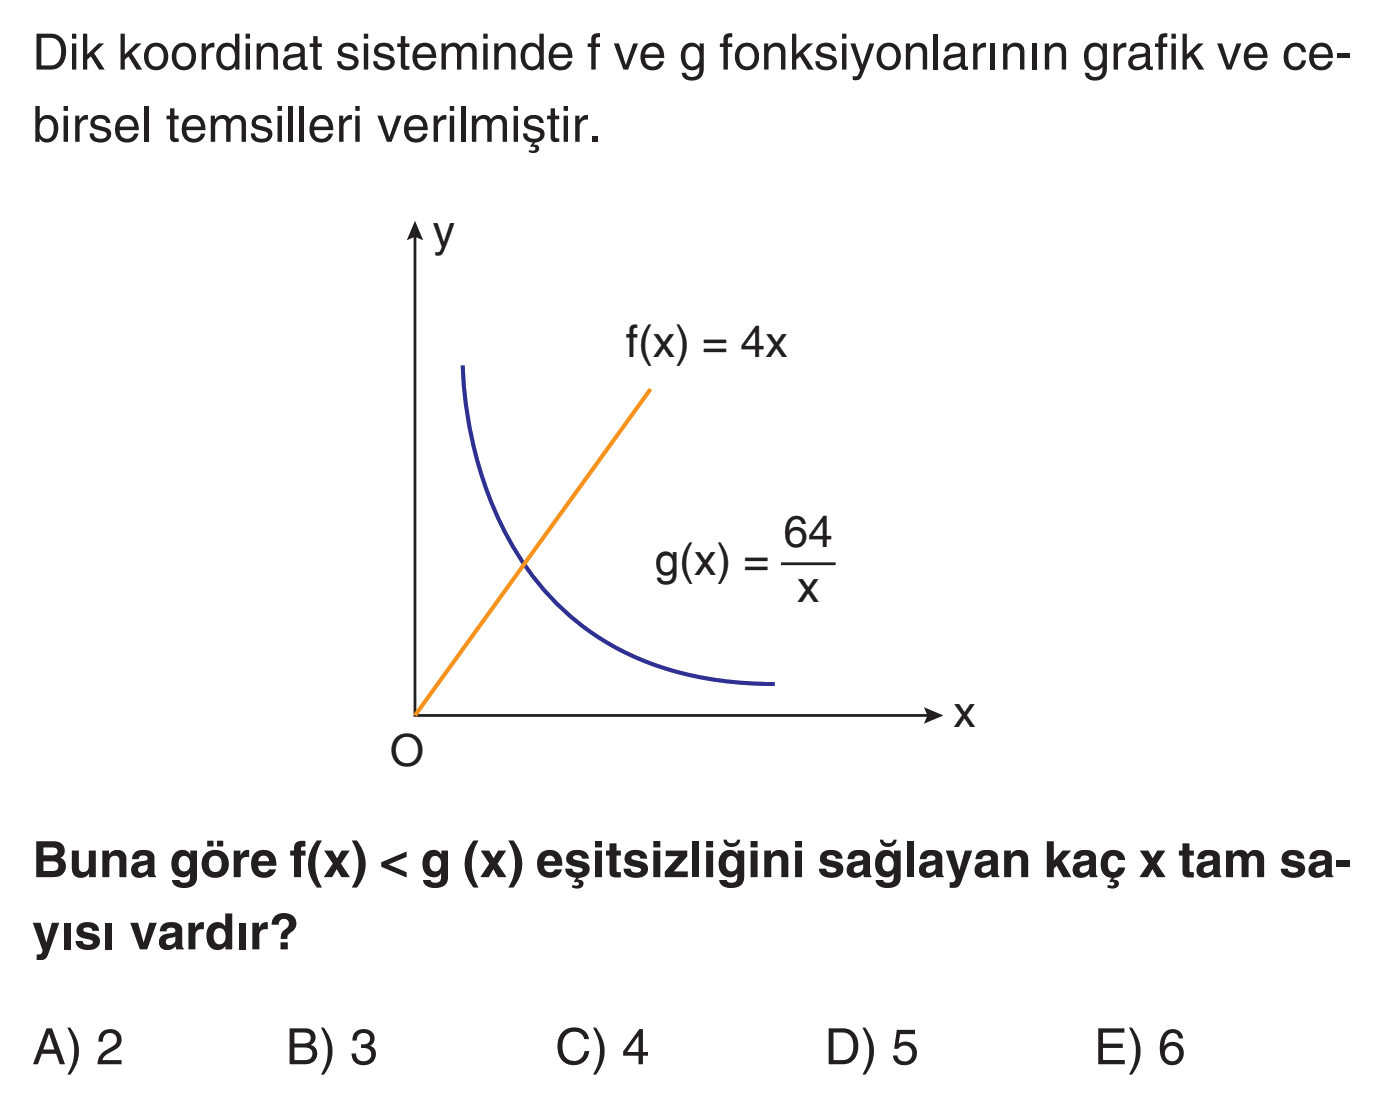 Dik koordinat sisteminde f ve g fonksiyonlarının grafik ve ce-
birsel temsilleri verilmiştir.
y
f(x) = 4x
g(x) = 64/x
x
O
Buna göre f(x) < g (x) eşitsizliğini sağlayan kaç x tam sa-
yısı vardır?
A) 2 B) 3 C) 4 D) 5 E) 6